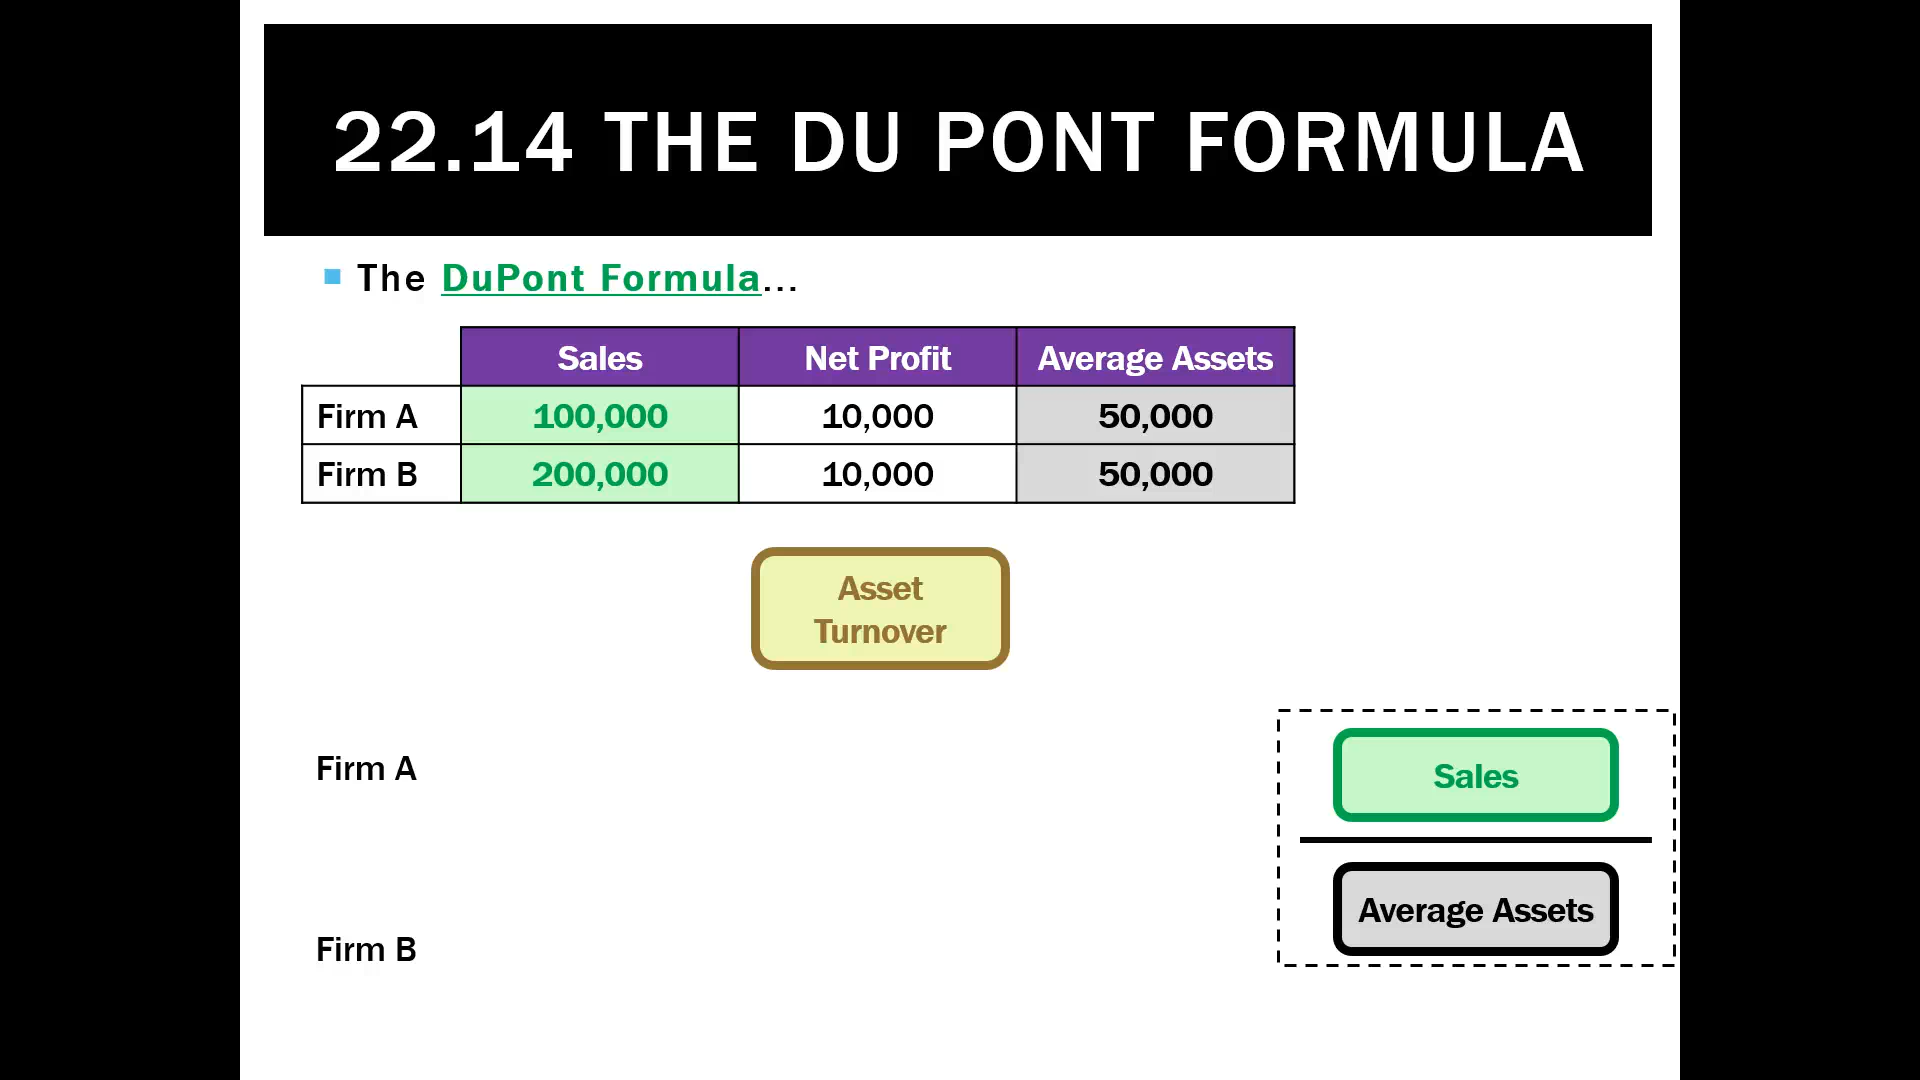 22.14 THE DU PONT FORMULA
The DuPont Formula...
Sales Net Profit Average Assets
Firm A 100,000 10,000 50,000
Firm B 200,000 10,000 50,000
Asset
Turnover
Firm A
Sales
Average Assets
Firm B